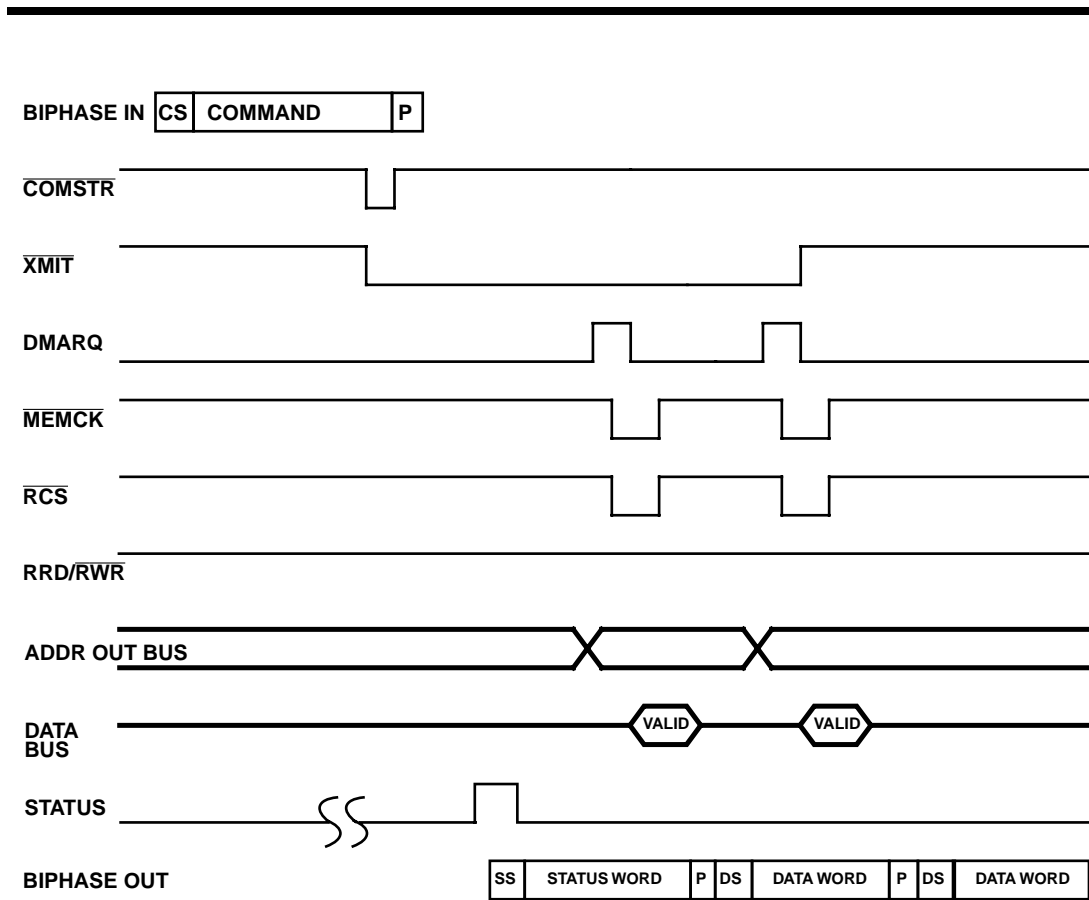 BIPHASE IN CS COMMAND P
COMSTR
XMIT
DMARQ
MEMCK
RCS
RRD/RWR
ADDR OUT BUS
DATA BUS VALID VALID
STATUS
BIPHASE OUT SS STATUS WORD P DS DATA WORD P DS DATA WORD